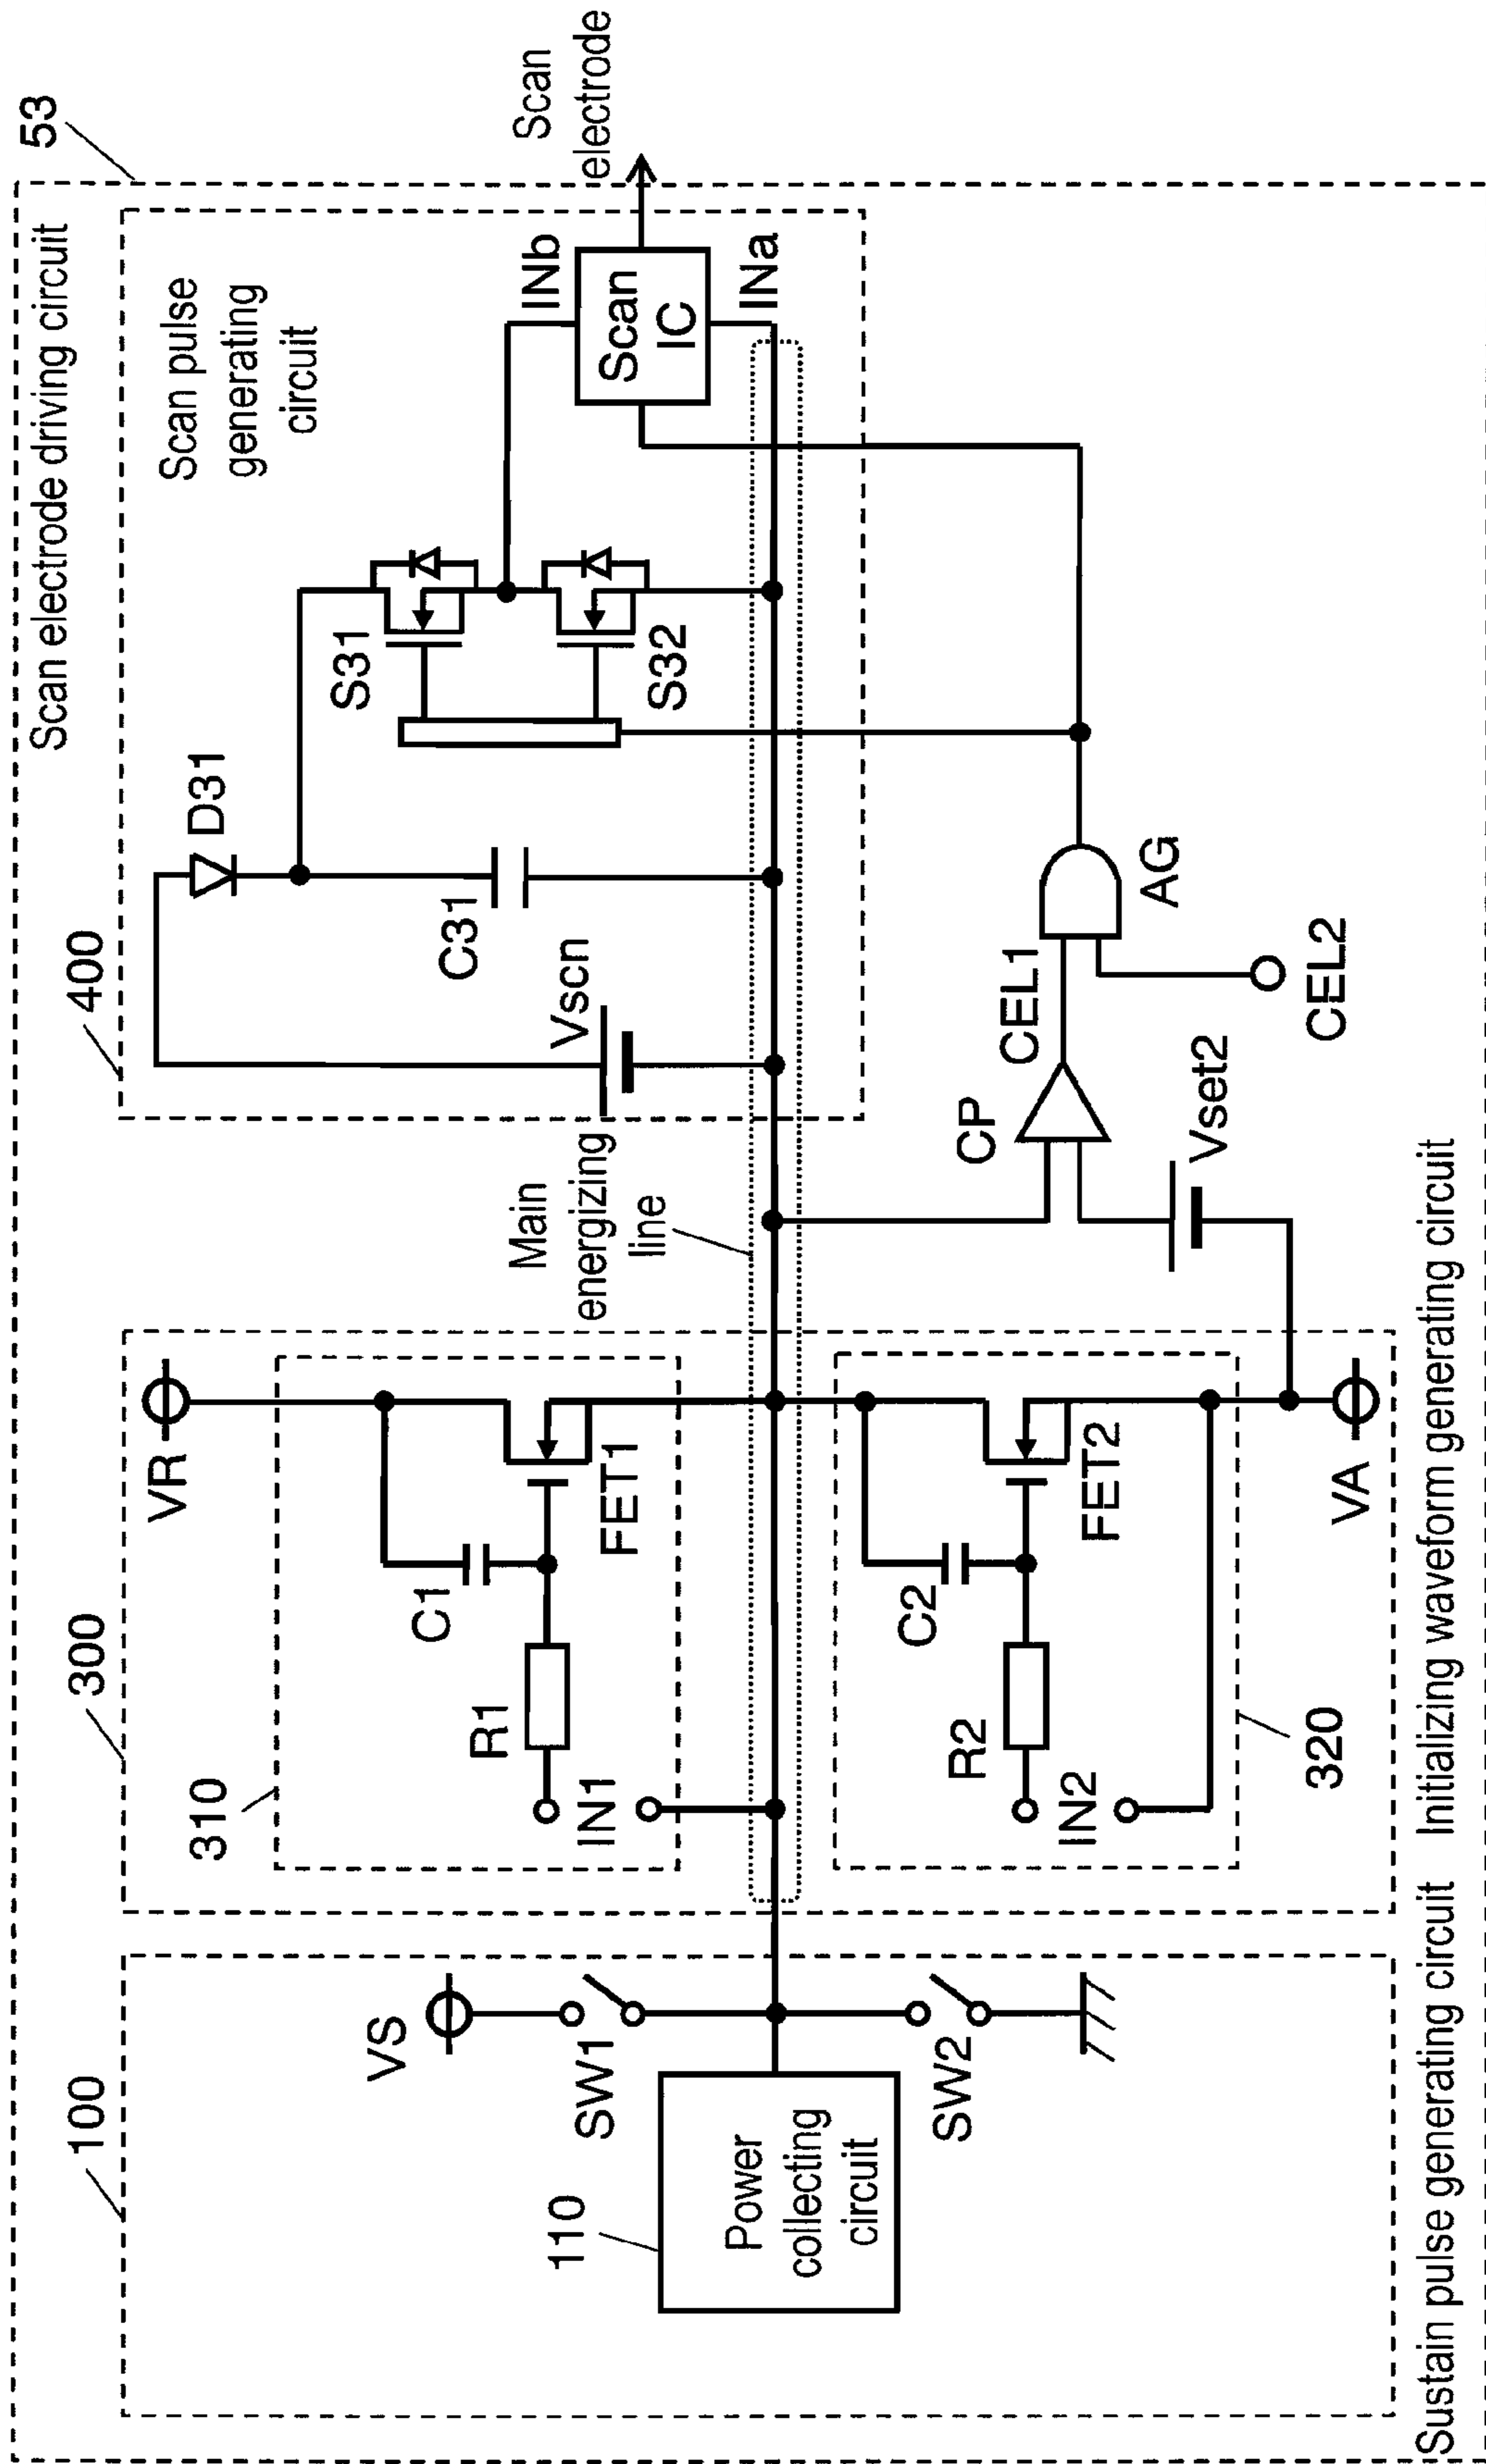 53
Scan electrode driving circuit
100
300
400
Scan pulse
generating
circuit
VS
SW1
SW2
110
Power
collecting
circuit
310
VR
C1
R1
FET1
IN1
Main
energizing
line
D31
C31
Vscn
S31
S32
INb
Scan
IC
INa
Scan
electrode
C2
R2
FET2
IN2
320
VA
CP
CEL1
Vset2
AG
CEL2
Sustain pulse generating circuit
Initializing waveform generating circuit